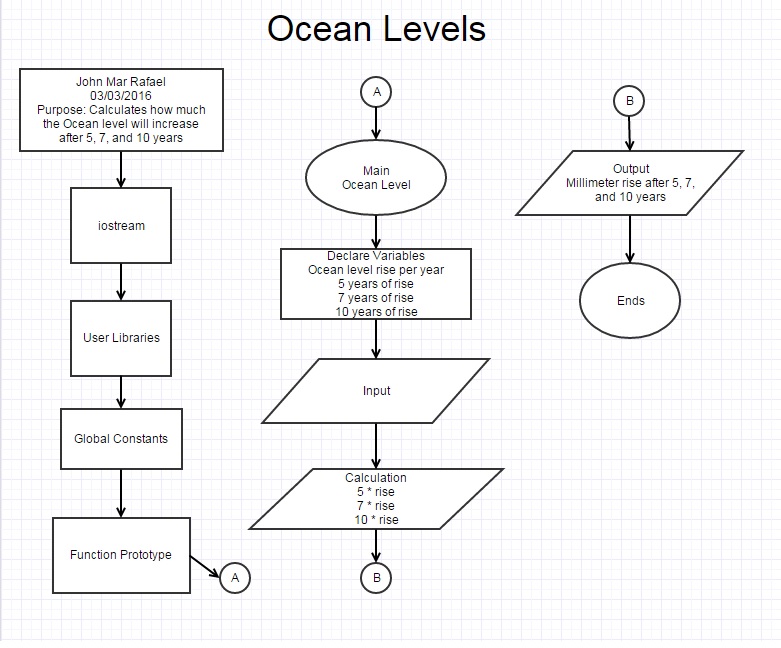 Ocean Levels
John Mar Rafael
03/03/2016
Purpose: Calculates how much
the Ocean level will increase
after 5, 7, and 10 years
iostream
User Libraries
Global Constants
Function Prototype
A
A
Main
Ocean Level
Declare Variables
Ocean level rise per year
5 years of rise
7 years of rise
10 years of rise
Input
Calculation
5 * rise
7 * rise
10 * rise
B
B
Output
Millimeter rise after 5, 7,
and 10 years
Ends